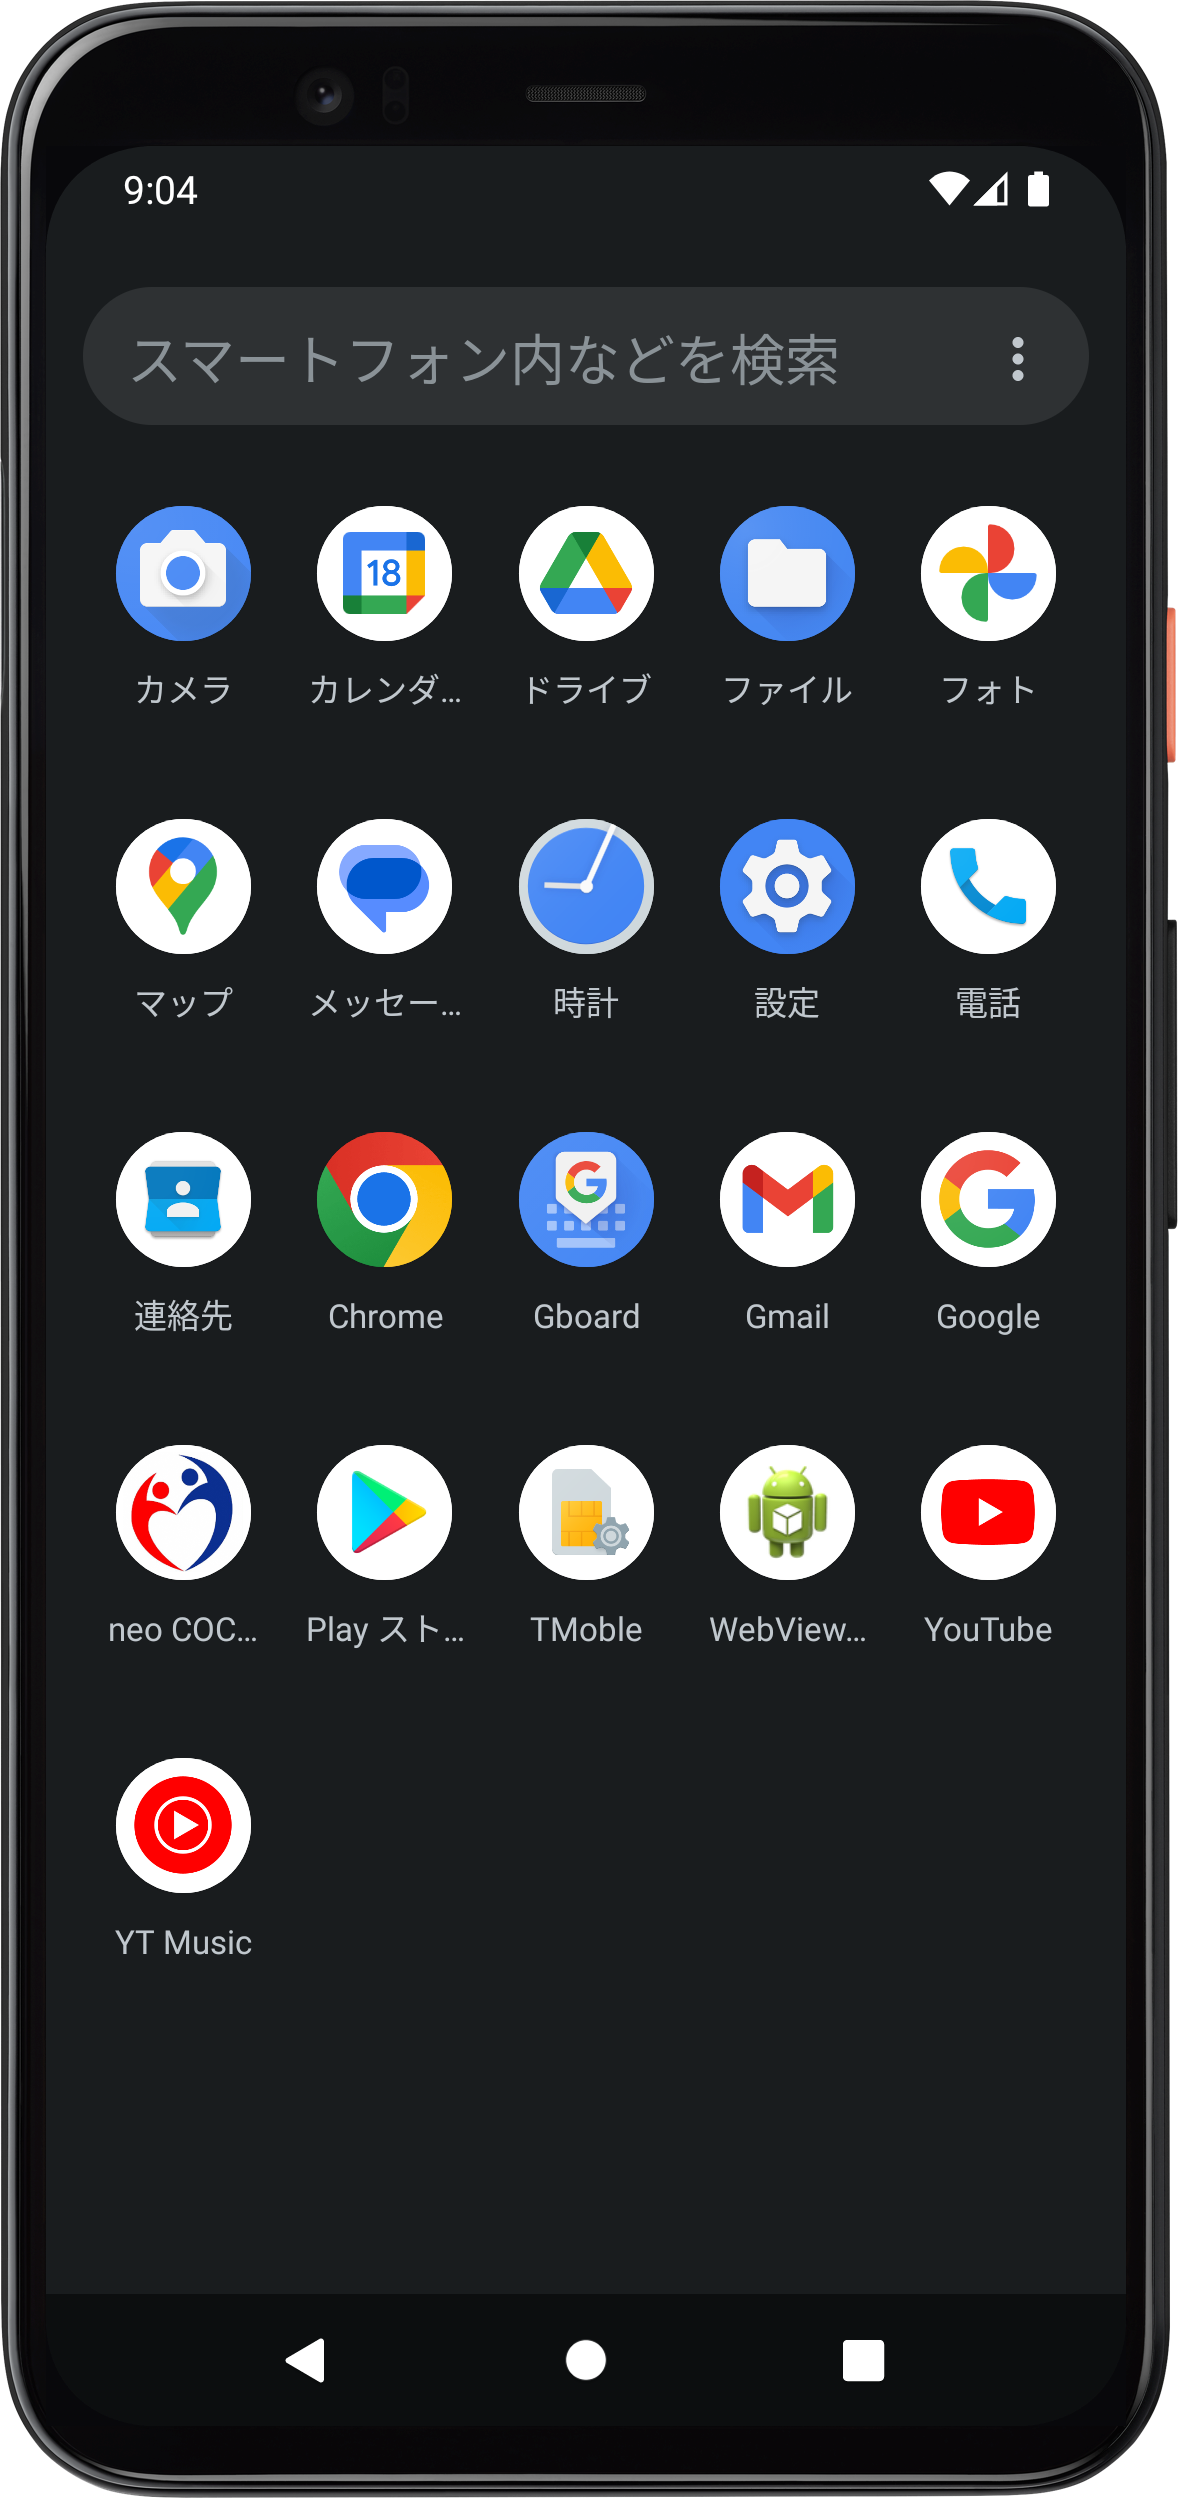 9:04
スマートフォン内などを検索
18
カメラ
カレンダ...
ドライブ
ファイル
フォト
マップ
メッセー...
時計
設定
電話
連絡先
Chrome
Gboard
Gmail
Google
neo COC...
Play スト...
TMoble
WebView...
YouTube
YT Music